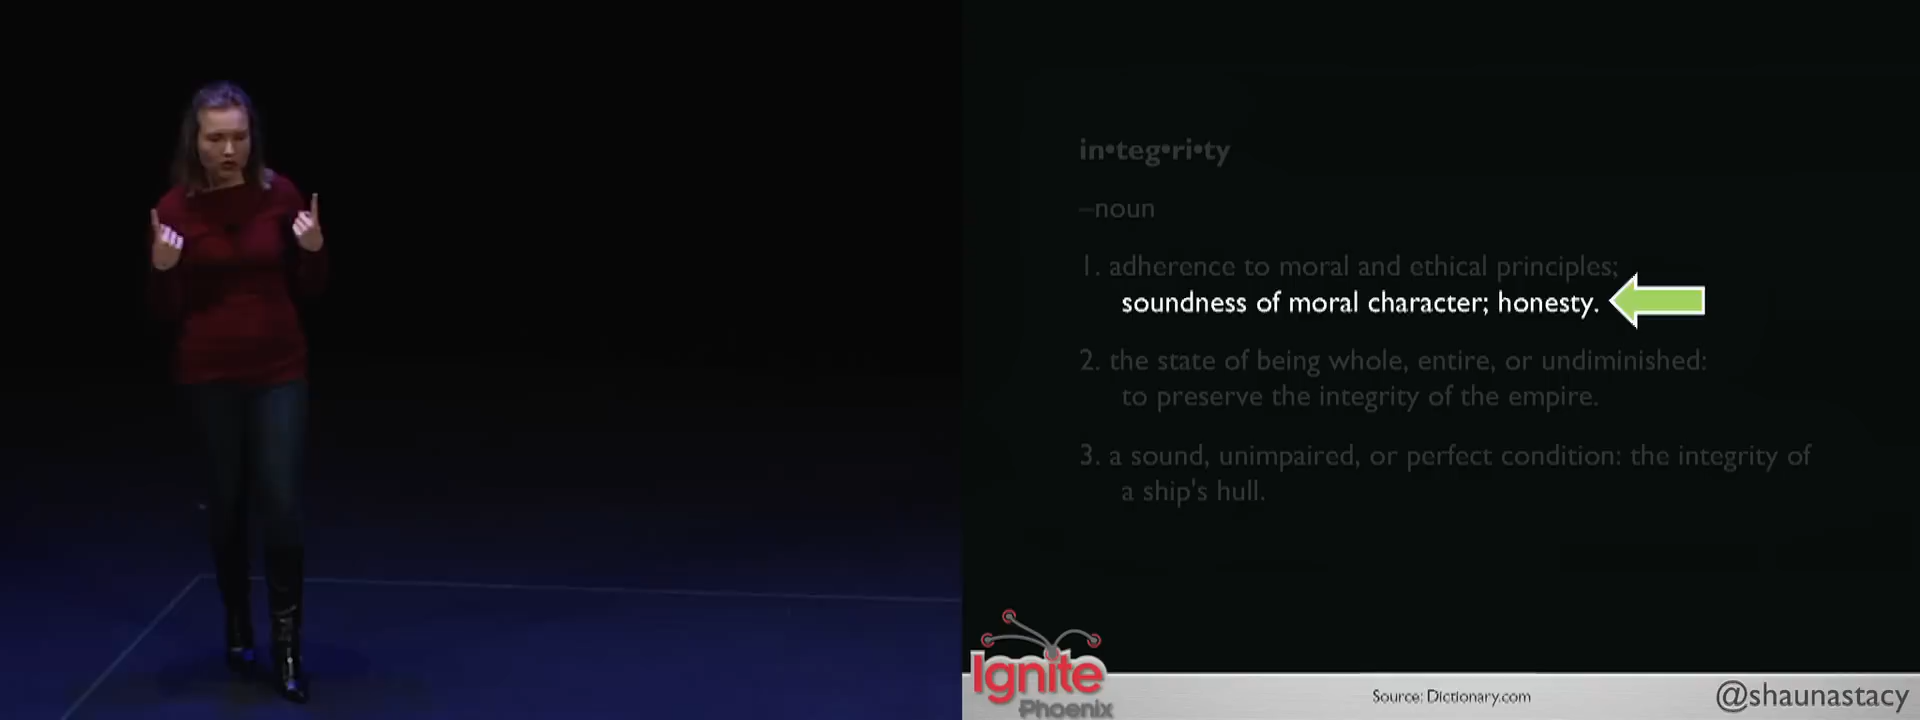 in•teg•ri•ty
–noun
1. adherence to moral and ethical principles;
soundness of moral character; honesty.
2. the state of being whole, entire, or undiminished:
to preserve the integrity of the empire.
3. a sound, unimpaired, or perfect condition: the integrity of
a ship's hull.
Ignite
Phoenix
Source: Dictionary.com
@shaunastacy